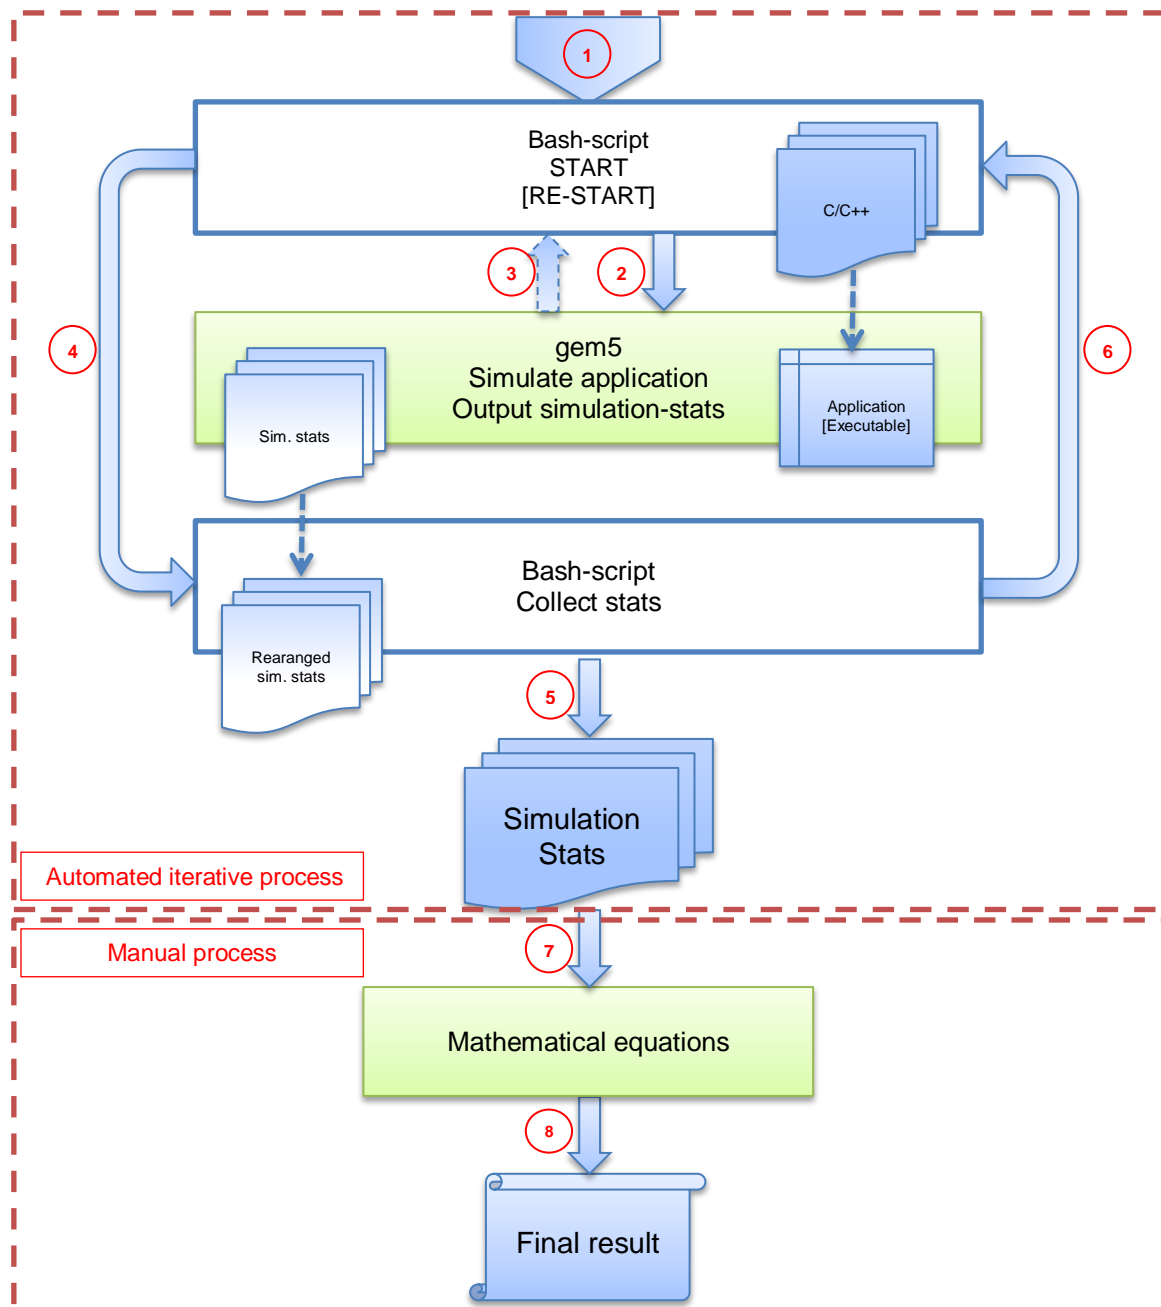 1
Bash-script
START
[RE-START]
C/C++
3
2
4
6
gem5
Simulate application
Output simulation-stats
Sim. stats
Application
[Executable]
Bash-script
Collect stats
Rearanged
sim. stats
5
Simulation
Stats
Automated iterative process
Manual process
7
Mathematical equations
8
Final result